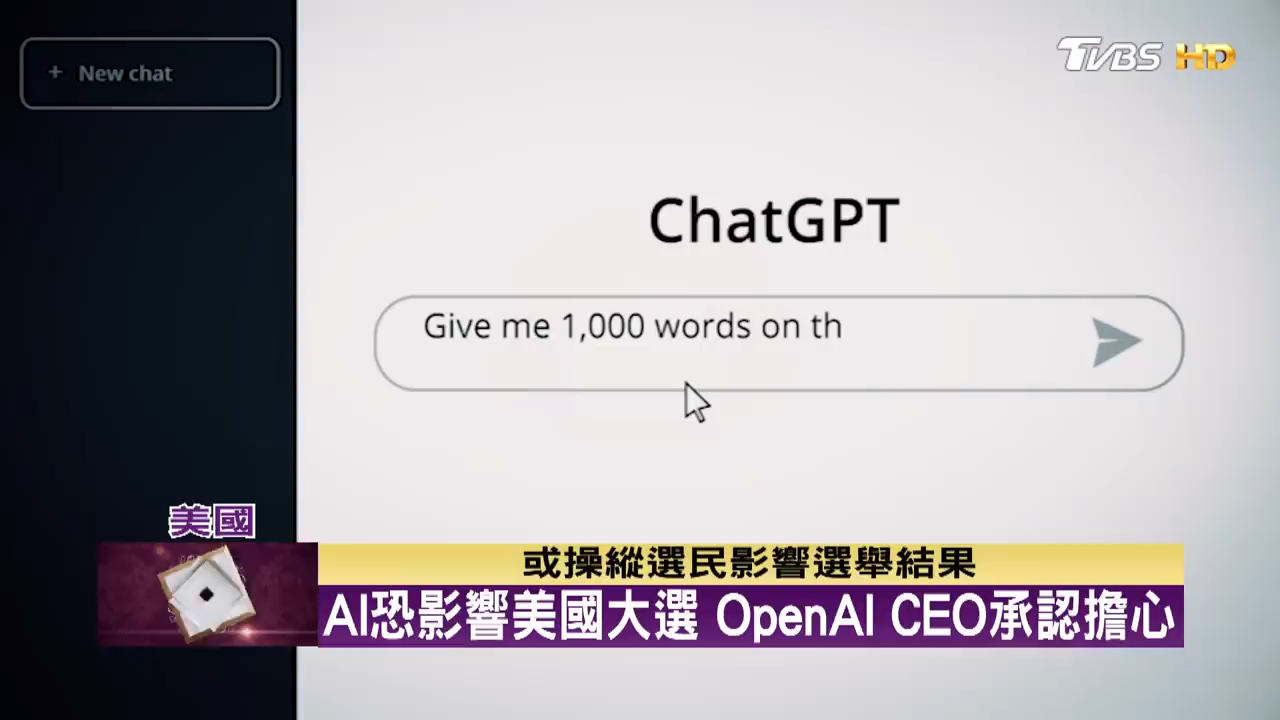 + New chat
TVBS HD
ChatGPT
Give me 1,000 words on th
美國
或操縱選民影響選舉結果
AI恐影響美國大選 OpenAI CEO承認擔心